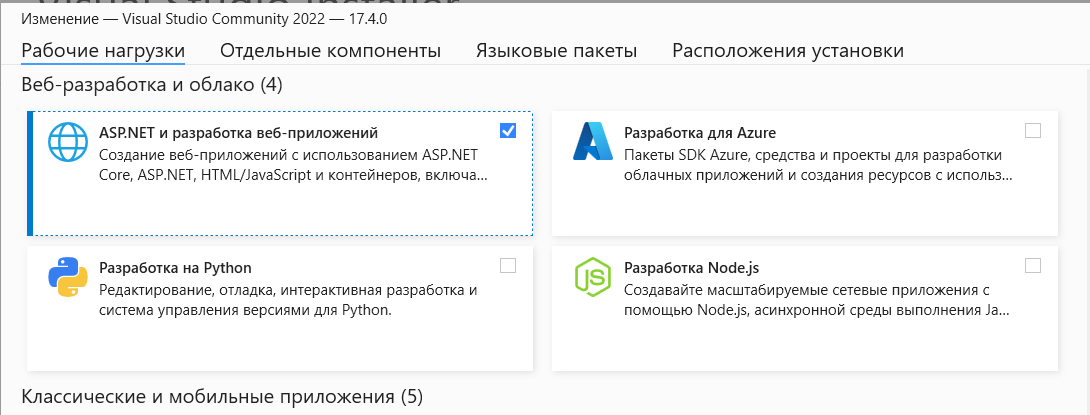 Изменение — Visual Studio Community 2022 — 17.4.0
Рабочие нагрузки Отдельные компоненты Языковые пакеты Расположения установки
Веб-разработка и облако (4)
ASP.NET и разработка веб-приложений
Создание веб-приложений с использованием ASP.NET
Core, ASP.NET, HTML/JavaScript и контейнеров, включа...
Разработка для Azure
Пакеты SDK Azure, средства и проекты для разработки
облачных приложений и создания ресурсов с использ...
Разработка на Python
Редактирование, отладка, интерактивная разработка и
система управления версиями для Python.
JS
Разработка Node.js
Создавайте масштабируемые сетевые приложения с
помощью Node.js, асинхронной среды выполнения Ja...
Классические и мобильные приложения (5)